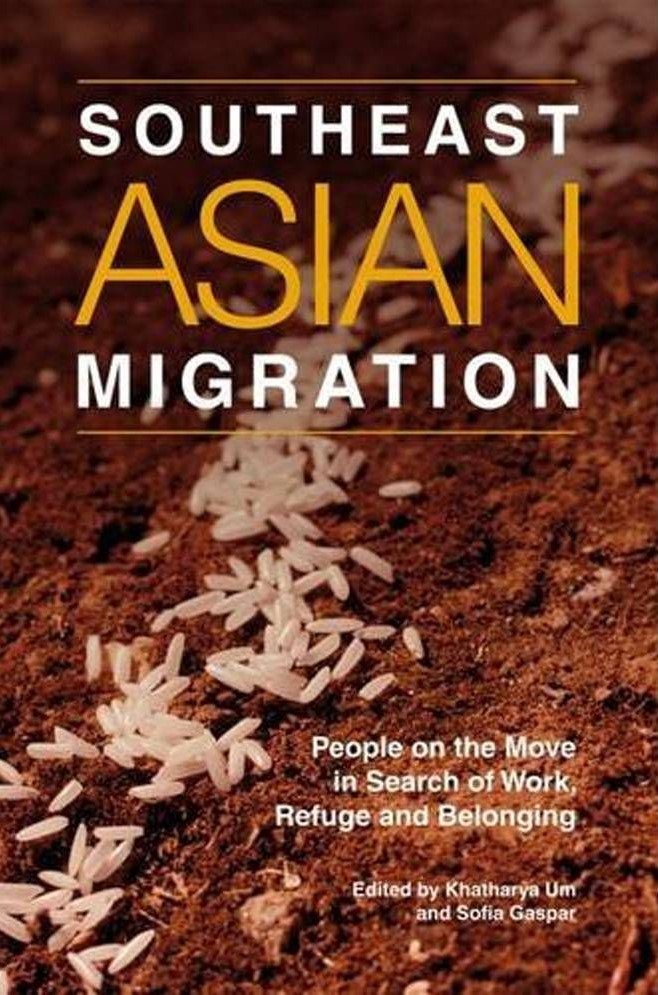 SOUTHEAST
ASIAN
MIGRATION
People on the Move
in Search of Work,
Refuge and Belonging
Edited by Khatharya Um
and Sofia Gaspar